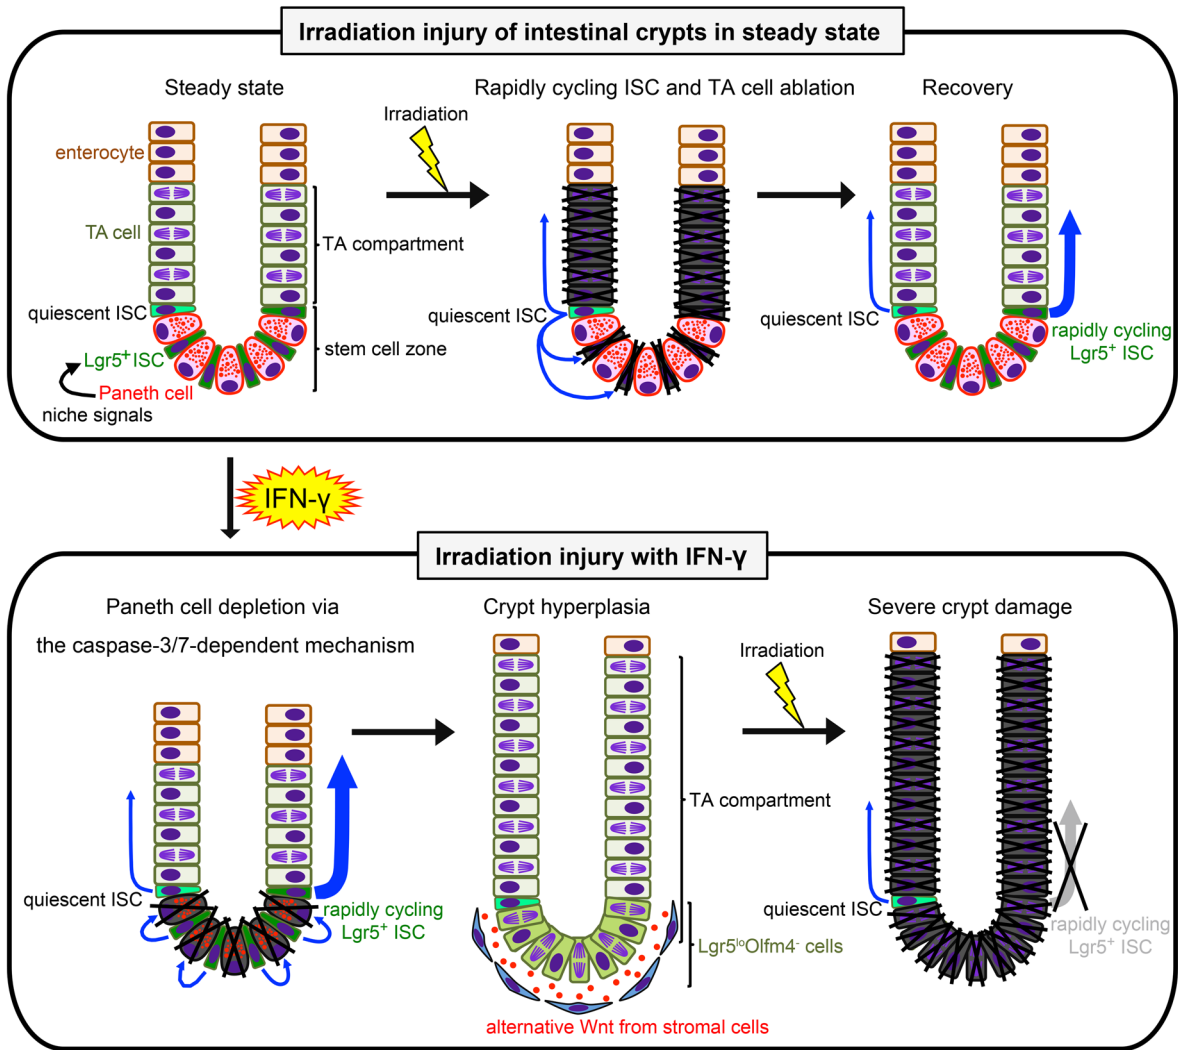 Irradiation injury of intestinal crypts in steady state
Steady state
Rapidly cycling ISC and TA cell ablation
Recovery
Irradiation
enterocyte
TA cell
TA compartment
quiescent ISC
stem cell zone
Lgr5⁺ ISC
Paneth cell
niche signals
quiescent ISC
quiescent ISC
rapidly cycling
Lgr5⁺ ISC
IFN-γ
Irradiation injury with IFN-γ
Paneth cell depletion via
the caspase-3/7-dependent mechanism
Crypt hyperplasia
Severe crypt damage
Irradiation
TA compartment
quiescent ISC
rapidly cycling
Lgr5⁺ ISC
Lgr5ˡᵒOlfm4⁻ cells
alternative Wnt from stromal cells
quiescent ISC
rapidly cycling
Lgr5⁺ ISC